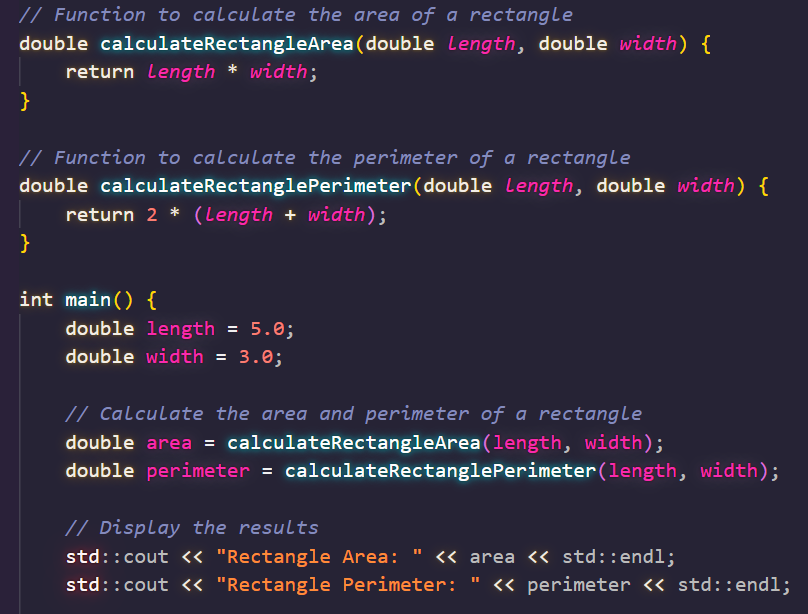 // Function to calculate the area of a rectangle
double calculateRectangleArea(double length, double width) {
    return length * width;
}

// Function to calculate the perimeter of a rectangle
double calculateRectanglePerimeter(double length, double width) {
    return 2 * (length + width);
}

int main() {
    double length = 5.0;
    double width = 3.0;

    // Calculate the area and perimeter of a rectangle
    double area = calculateRectangleArea(length, width);
    double perimeter = calculateRectanglePerimeter(length, width);

    // Display the results
    std::cout << "Rectangle Area: " << area << std::endl;
    std::cout << "Rectangle Perimeter: " << perimeter << std::endl;